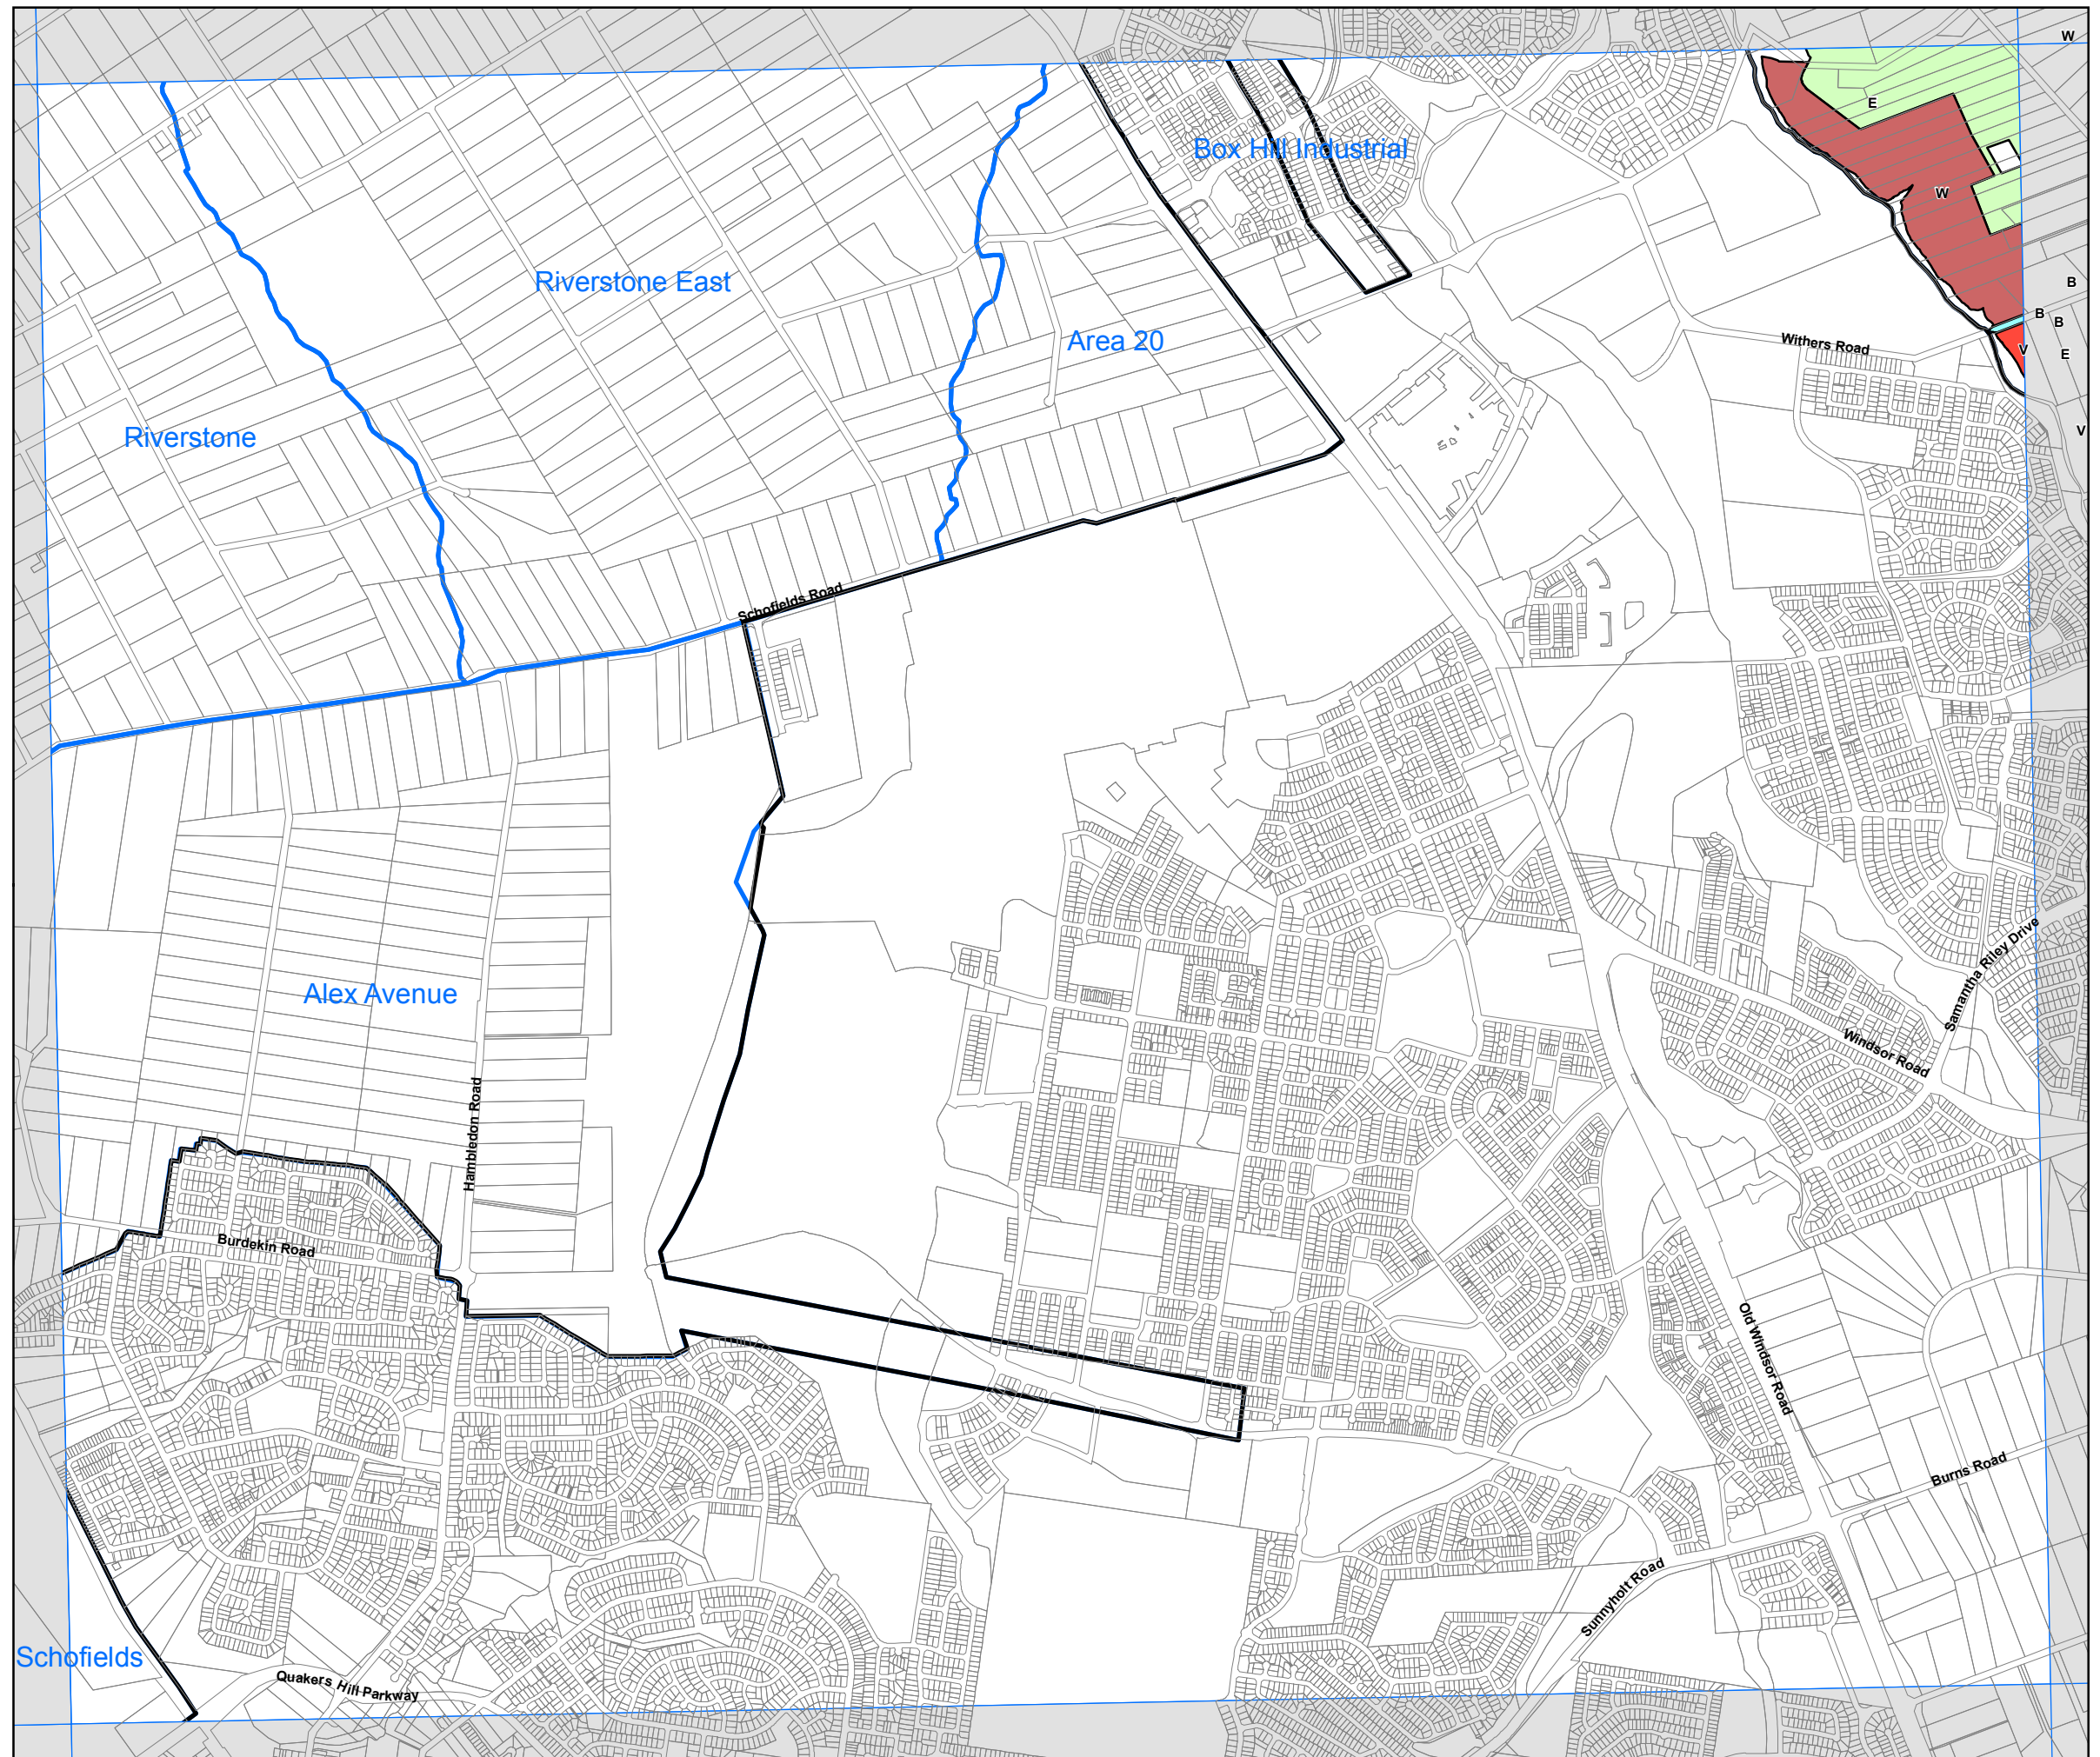 W
E
Box Hill Industrial
W
Riverstone East
B
B
B
Area 20
Withers Road
V
E
Riverstone
V
Schofields Road
Samantha Riley Drive
Alex Avenue
Windsor Road
Hambledon Road
Burdekin Road
Old Windsor Road
Burns Road
Sunnyholt Road
Schofields
Quakers Hill Parkway